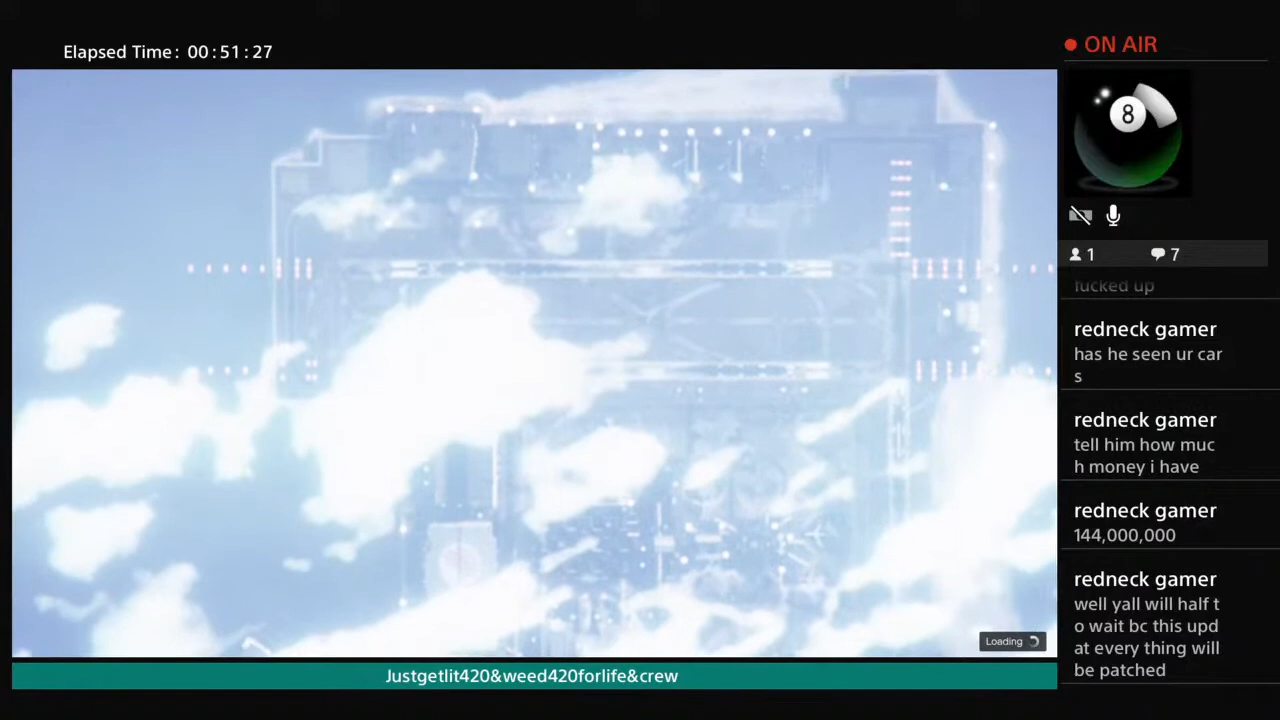 Elapsed Time: 00:51:27
ON AIR
8
1
7
fucked up
redneck gamer
has he seen ur car
s
redneck gamer
tell him how muc
h money i have
redneck gamer
144,000,000
redneck gamer
well yall will half t
o wait bc this upd
at every thing will
be patched
Loading
Justgetlit420&weed420forlife&crew